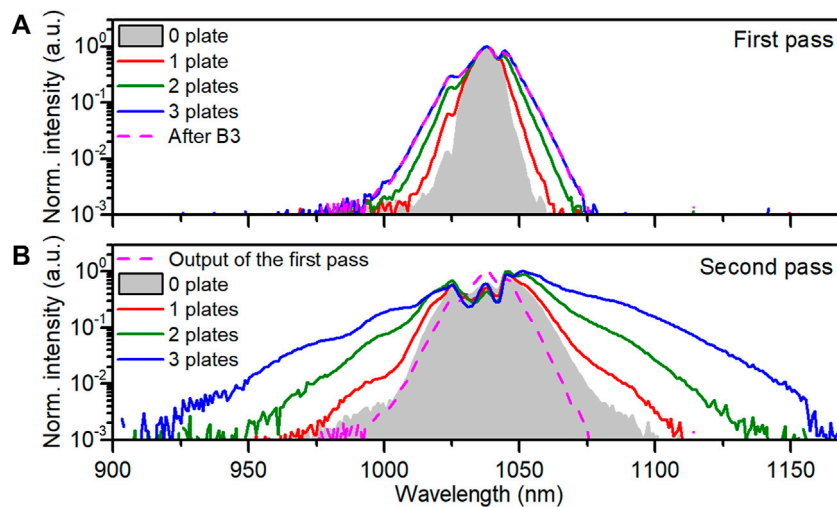 A
Norm. intensity (a.u.)
10^0
10^-1
10^-2
10^-3
0 plate
1 plate
2 plates
3 plates
After B3
First pass
B
Norm. intensity (a.u.)
10^0
10^-1
10^-2
10^-3
Output of the first pass
0 plate
1 plates
2 plates
3 plates
Second pass
900 950 1000 1050 1100 1150
Wavelength (nm)